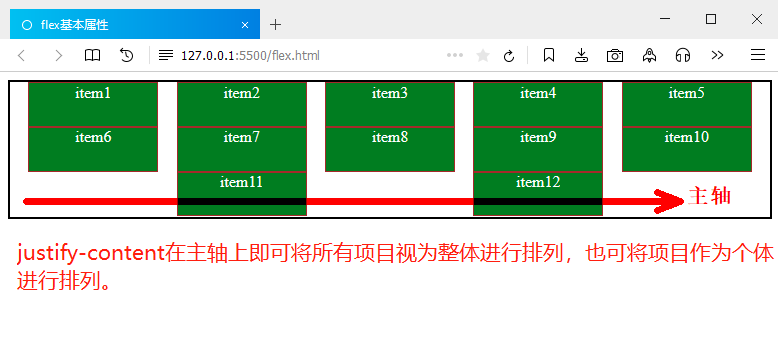 flex基本属性
127.0.0.1:5500/flex.html
item1 item2 item3 item4 item5
item6 item7 item8 item9 item10
item11 item12
主轴
justify-content在主轴上即可将所有项目视为整体进行排列，也可将项目作为个体
进行排列。